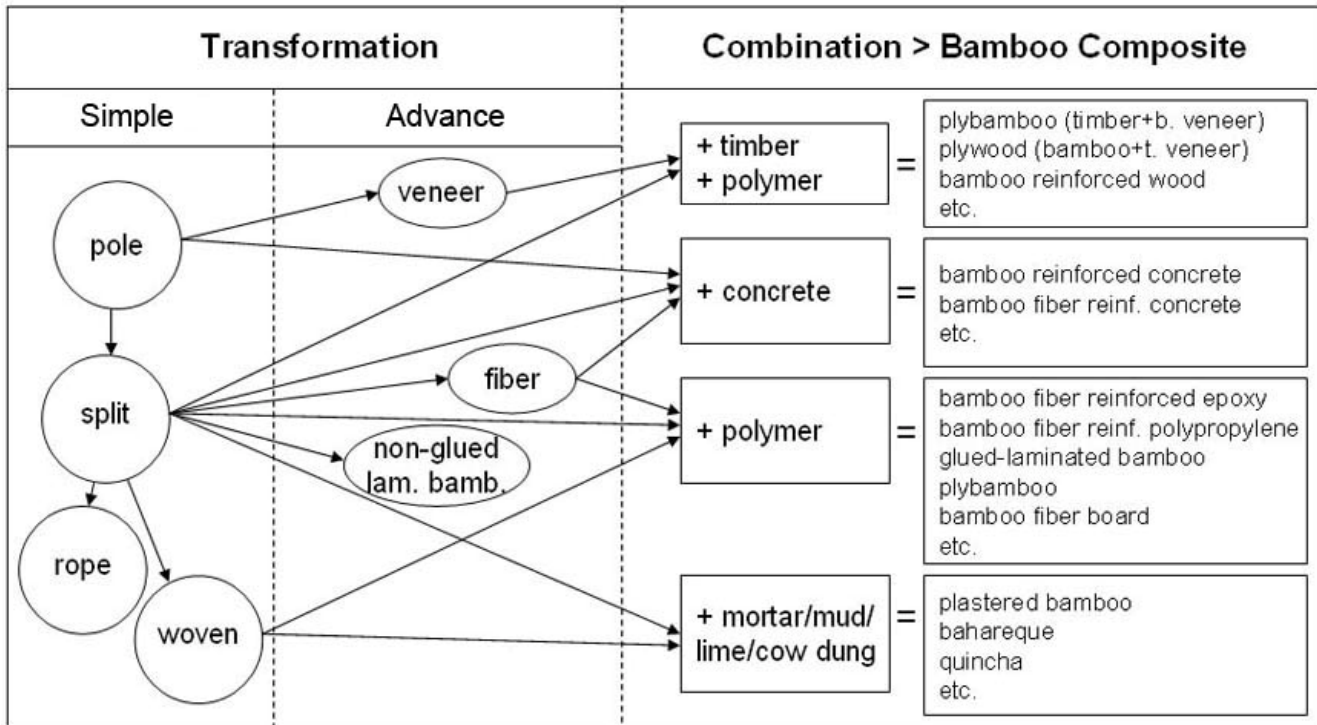 Transformation
Combination > Bamboo Composite
Simple
Advance
pole
split
rope
woven
veneer
fiber
non-glued
lam. bamb.
+ timber
+ polymer
=
plybamboo (timber+b. veneer)
plywood (bamboo+t. veneer)
bamboo reinforced wood
etc.
+ concrete
=
bamboo reinforced concrete
bamboo fiber reinf. concrete
etc.
+ polymer
=
bamboo fiber reinforced epoxy
bamboo fiber reinf. polypropylene
glued-laminated bamboo
plybamboo
bamboo fiber board
etc.
+ mortar/mud/
lime/cow dung
=
plastered bamboo
bahareque
quincha
etc.